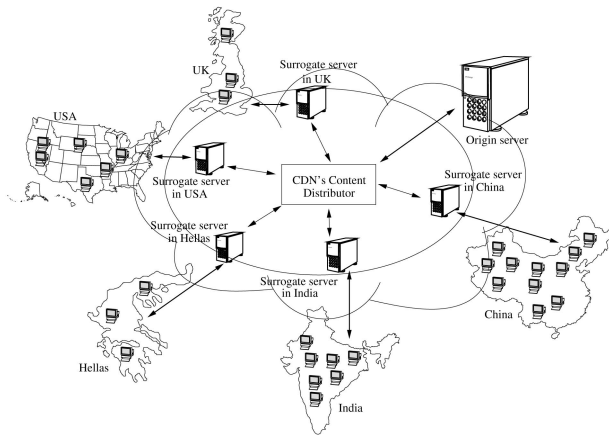 Surrogate server
in UK
UK
USA
Origin server
Surrogate server
in USA
CDN's Content
Distributor
Surrogate server
in China
Surrogate server
in Hellas
Surrogate server
in India
China
Hellas
India